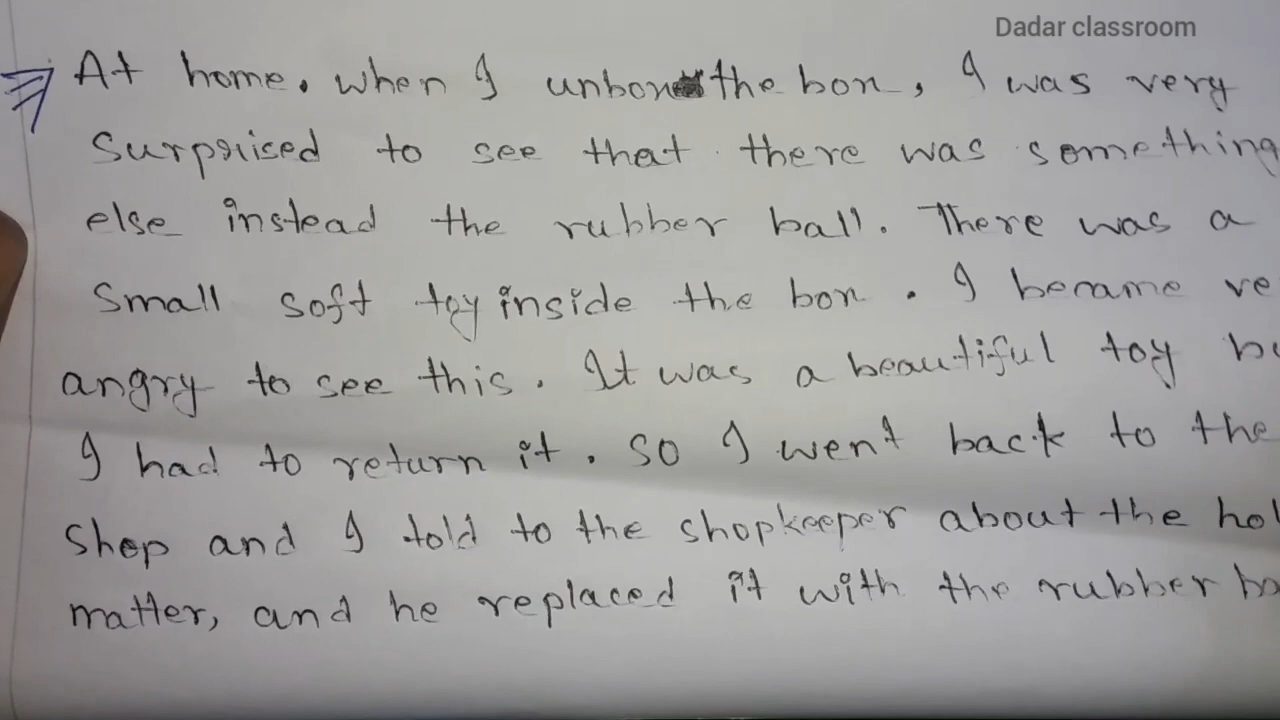 Dadar classroom
At home. when I unbox the box, I was very
Surprised to see that there was something
else instead the rubber ball. There was a
Small soft toy inside the box. I became ve
angry to see this. It was a beautiful toy bu
I had to return it. So I went back to the
Shop and I told to the shopkeeper about the hol
matter, and he replaced it with the rubber ba